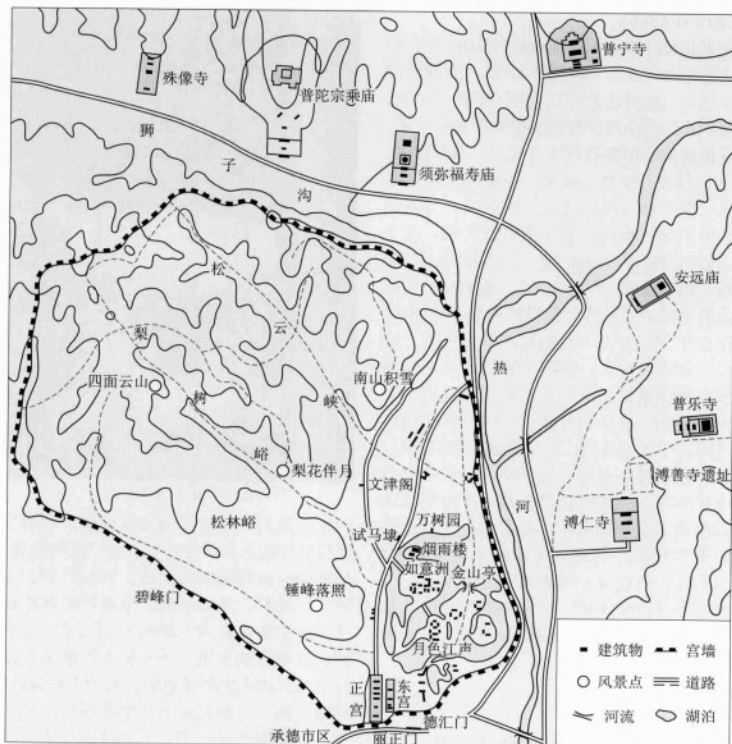 普宁寺
殊像寺
普陀宗乘庙
狮子沟
须弥福寿庙
安远庙
松云峡
梨树峪
四面云山
南山积雪
热河
普乐寺
梨花伴月
文津阁
溥善寺遗址
溥仁寺
松林峪
试马埭
万树园
烟雨楼
如意洲
金山亭
碧峰门
锤峰落照
月色江声
正宫
东宫
德汇门
承德市区
丽正门
建筑物
宫墙
风景点
道路
河流
湖泊